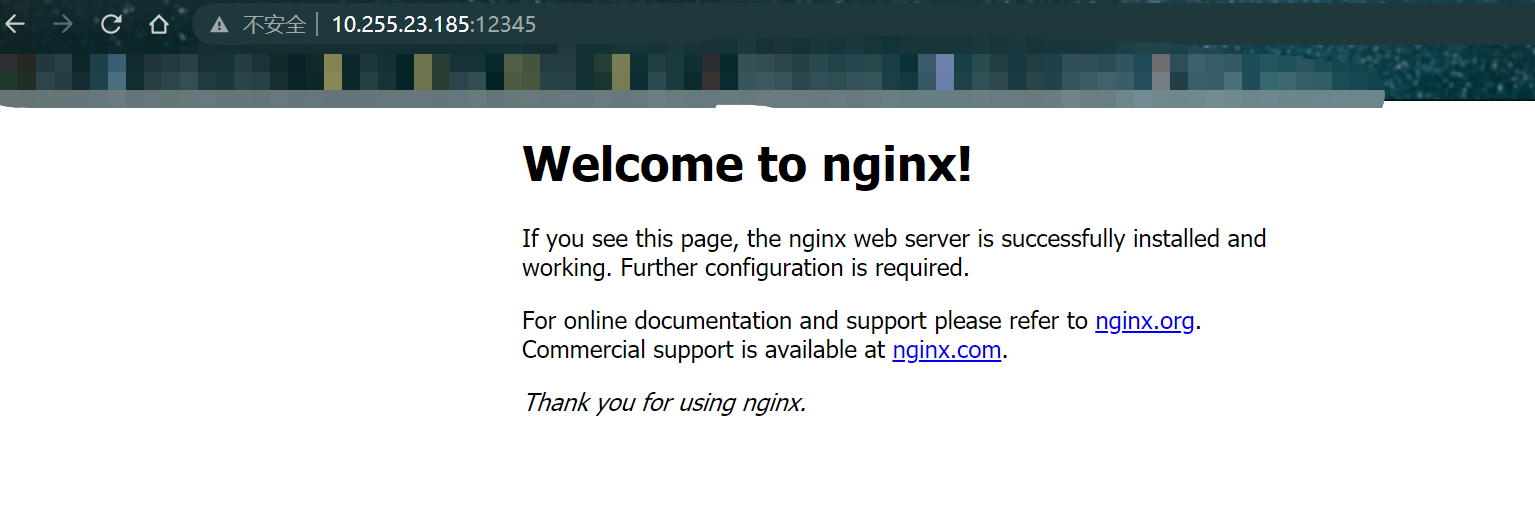 不安全 10.255.23.185:12345
Welcome to nginx!
If you see this page, the nginx web server is successfully installed and
working. Further configuration is required.
For online documentation and support please refer to nginx.org.
Commercial support is available at nginx.com.
Thank you for using nginx.